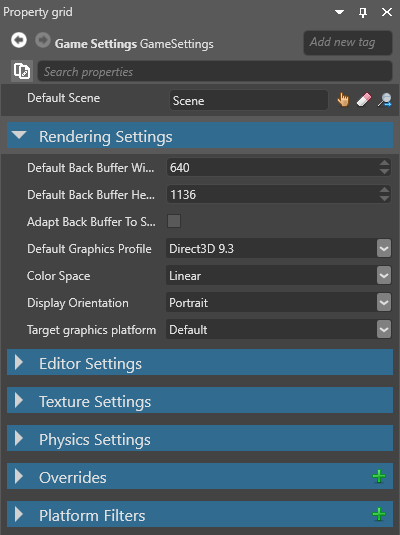 Property grid
Game Settings GameSettings
Add new tag
Search properties
Default Scene Scene
Rendering Settings
Default Back Buffer Wi... 640
Default Back Buffer He... 1136
Adapt Back Buffer To S...
Default Graphics Profile Direct3D 9.3
Color Space Linear
Display Orientation Portrait
Target graphics platform Default
Editor Settings
Texture Settings
Physics Settings
Overrides
Platform Filters